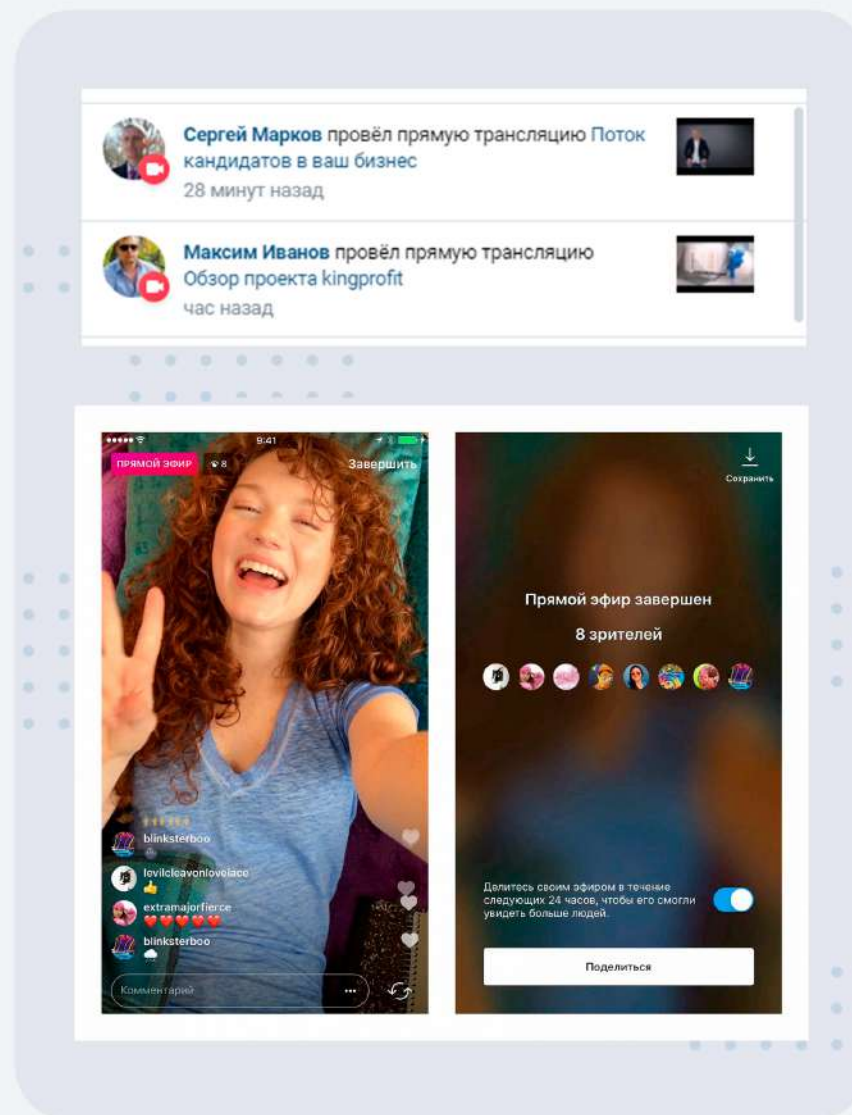 Сергей Марков провёл прямую трансляцию Поток
кандидатов в ваш бизнес
28 минут назад
Максим Иванов провёл прямую трансляцию
Обзор проекта kingprofit
час назад
9:41
ПРЯМОЙ ЭФИР
8
Завершить
blinksterboo
levilcleavonlovelace
extramajorfierce
blinksterboo
Комментарий
Сохранить
Прямой эфир завершен
8 зрителей
Делитесь своим эфиром в течение
следующих 24 часов, чтобы его смогли
увидеть больше людей.
Поделиться